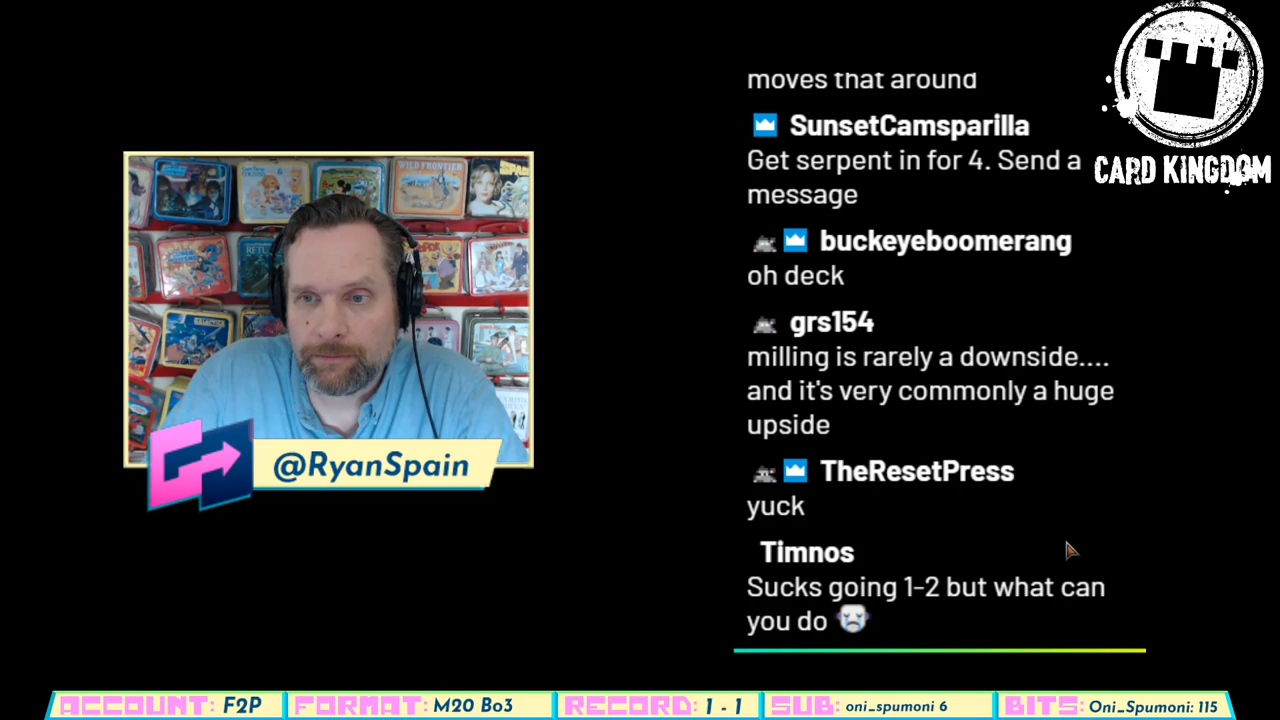 moves that around
SunsetCamsparilla
Get serpent in for 4. Send a
message
buckeyeboomerang
oh deck
grs154
milling is rarely a downside....
and it's very commonly a huge
upside
TheResetPress
yuck
Timnos
Sucks going 1-2 but what can
you do
CARD KINGDOM
WILD FRONTIER
@RyanSpain
ACCOUNT: F2P
FORMAT: M20 Bo3
RECORD: 1 - 1
SUB: oni_spumoni 6
BITS: Oni_Spumoni: 115